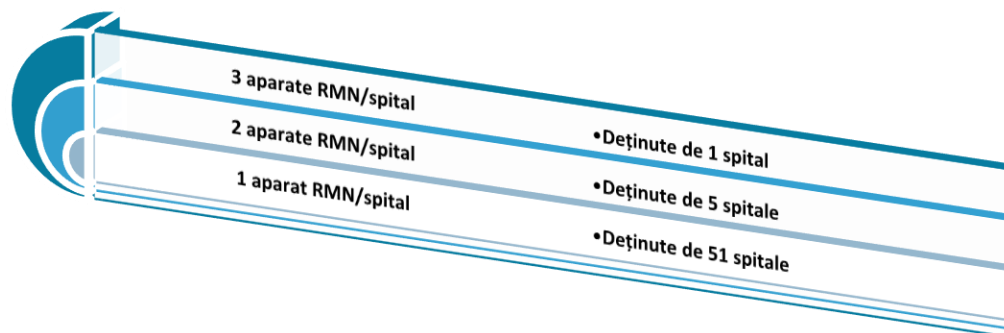 3 aparate RMN/spital
•Deținute de 1 spital
2 aparate RMN/spital
•Deținute de 5 spitale
1 aparat RMN/spital
•Deținute de 51 spitale